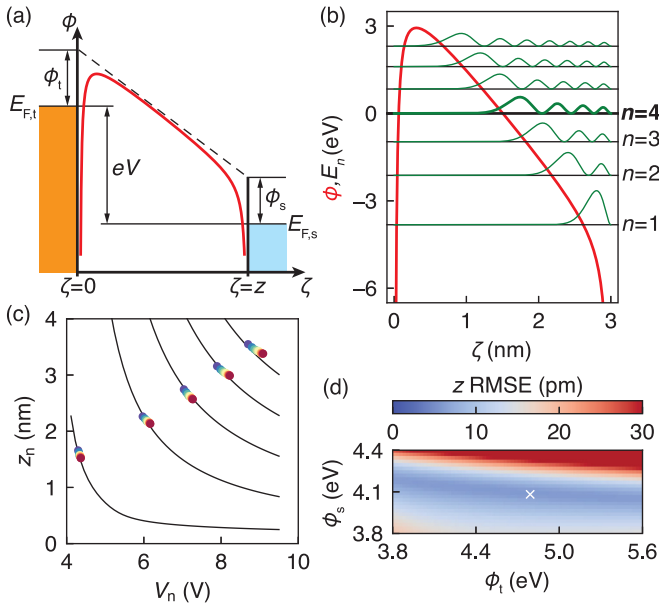 (a)
ϕ
ϕt
EF,t
eV
ϕs
EF,s
ζ=0
ζ=z
ζ
(b)
3
0
−3
−6
ϕ, En (eV)
n=4
n=3
n=2
n=1
0
1
2
3
ζ (nm)
(c)
4
3
2
1
0
zn (nm)
4
6
8
10
Vn (V)
(d)
z RMSE (pm)
0
10
20
30
4.4
4.1
3.8
ϕs (eV)
3.8
4.4
5.0
5.6
ϕt (eV)